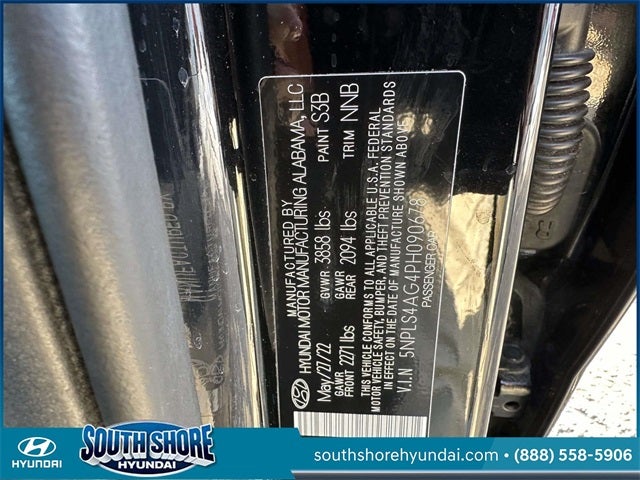 MANUFACTURED BY
HYUNDAI MOTOR MANUFACTURING ALABAMA, LLC
May/27/22 GVWR 3858 lbs PAINT S3B
GAWR FRONT 2271 lbs GAWR REAR 2094 lbs TRIM NNB
THIS VEHICLE CONFORMS TO ALL APPLICABLE U.S.A. FEDERAL
MOTOR VEHICLE SAFETY, BUMPER, AND THEFT PREVENTION STANDARDS
IN EFFECT ON THE DATE OF MANUFACTURE SHOWN ABOVE.
V.I.N 5NPLS4AG4PH090678
PASSENGER CAR
HYUNDAI
SOUTH SHORE
HYUNDAI
southshorehyundai.com • (888) 558-5906